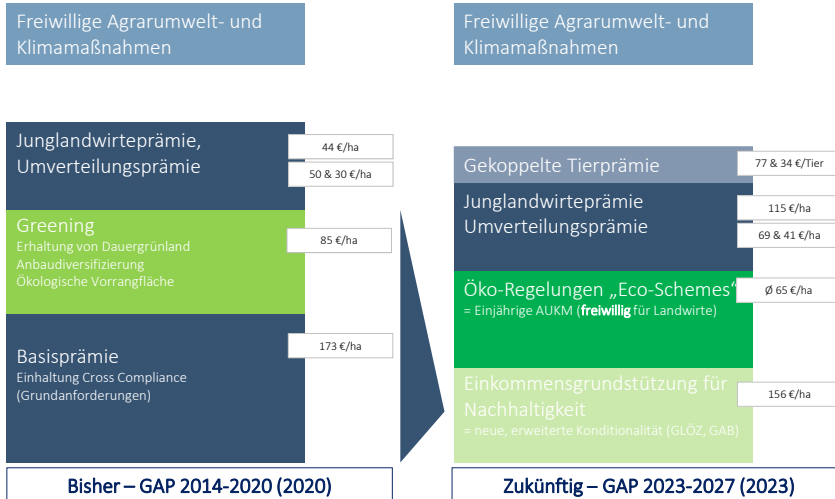 Freiwillige Agrarumwelt- und
Klimamaßnahmen
Junglandwirteprämie,
Umverteilungsprämie
44 €/ha
50 & 30 €/ha
Greening
Erhaltung von Dauergrünland
Anbaudiversifizierung
Ökologische Vorrangfläche
85 €/ha
Basisprämie
Einhaltung Cross Compliance
(Grundanforderungen)
173 €/ha
Bisher – GAP 2014-2020 (2020)
Freiwillige Agrarumwelt- und
Klimamaßnahmen
Gekoppelte Tierprämie
77 & 34 €/Tier
Junglandwirteprämie
Umverteilungsprämie
115 €/ha
69 & 41 €/ha
Öko-Regelungen „Eco-Schemes“
= Einjährige AUKM (freiwillig für Landwirte)
Ø 65 €/ha
Einkommensgrundstützung für
Nachhaltigkeit
= neue, erweiterte Konditionalität (GLÖZ, GAB)
156 €/ha
Zukünftig – GAP 2023-2027 (2023)